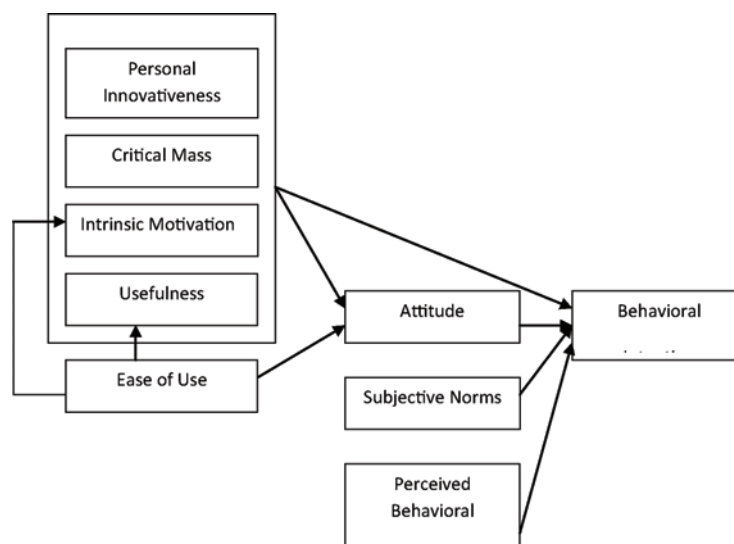 Personal
Innovativeness
Critical Mass
Intrinsic Motivation
Usefulness
Ease of Use
Attitude
Behavioral
Subjective Norms
Perceived
Behavioral